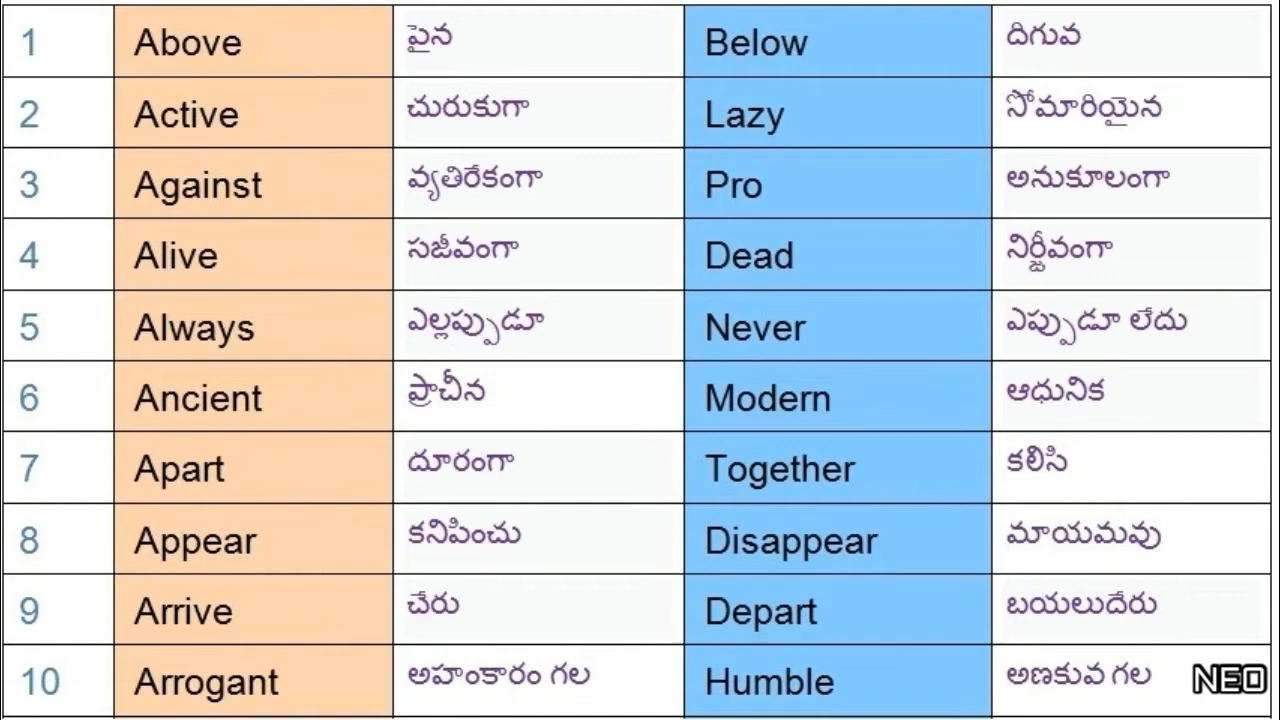 1 Above పైన Below దిగువ
2 Active చురుకుగా Lazy సోమారియైన
3 Against వ్యతిరేకంగా Pro అనుకూలంగా
4 Alive సజీవంగా Dead నిర్జీవంగా
5 Always ఎల్లప్పుడూ Never ఎప్పుడూ లేదు
6 Ancient ప్రాచీన Modern ఆధునిక
7 Apart దూరంగా Together కలిసి
8 Appear కనిపించు Disappear మాయమవు
9 Arrive చేరు Depart బయలుదేరు
10 Arrogant అహంకారం గల Humble అణకువ గల NEO